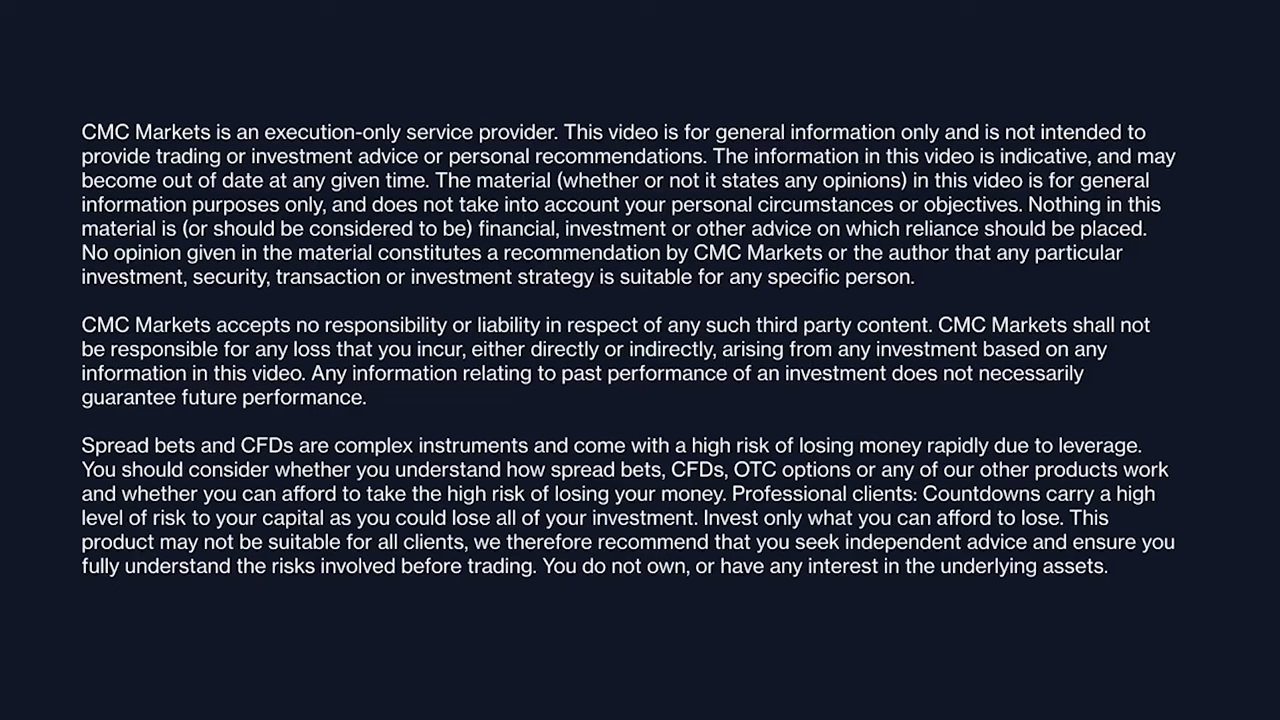 CMC Markets is an execution-only service provider. This video is for general information only and is not intended to
provide trading or investment advice or personal recommendations. The information in this video is indicative, and may
become out of date at any given time. The material (whether or not it states any opinions) in this video is for general
information purposes only, and does not take into account your personal circumstances or objectives. Nothing in this
material is (or should be considered to be) financial, investment or other advice on which reliance should be placed.
No opinion given in the material constitutes a recommendation by CMC Markets or the author that any particular
investment, security, transaction or investment strategy is suitable for any specific person.
CMC Markets accepts no responsibility or liability in respect of any such third party content. CMC Markets shall not
be responsible for any loss that you incur, either directly or indirectly, arising from any investment based on any
information in this video. Any information relating to past performance of an investment does not necessarily
guarantee future performance.
Spread bets and CFDs are complex instruments and come with a high risk of losing money rapidly due to leverage.
You should consider whether you understand how spread bets, CFDs, OTC options or any of our other products work
and whether you can afford to take the high risk of losing your money. Professional clients: Countdowns carry a high
level of risk to your capital as you could lose all of your investment. Invest only what you can afford to lose. This
product may not be suitable for all clients, we therefore recommend that you seek independent advice and ensure you
fully understand the risks involved before trading. You do not own, or have any interest in the underlying assets.